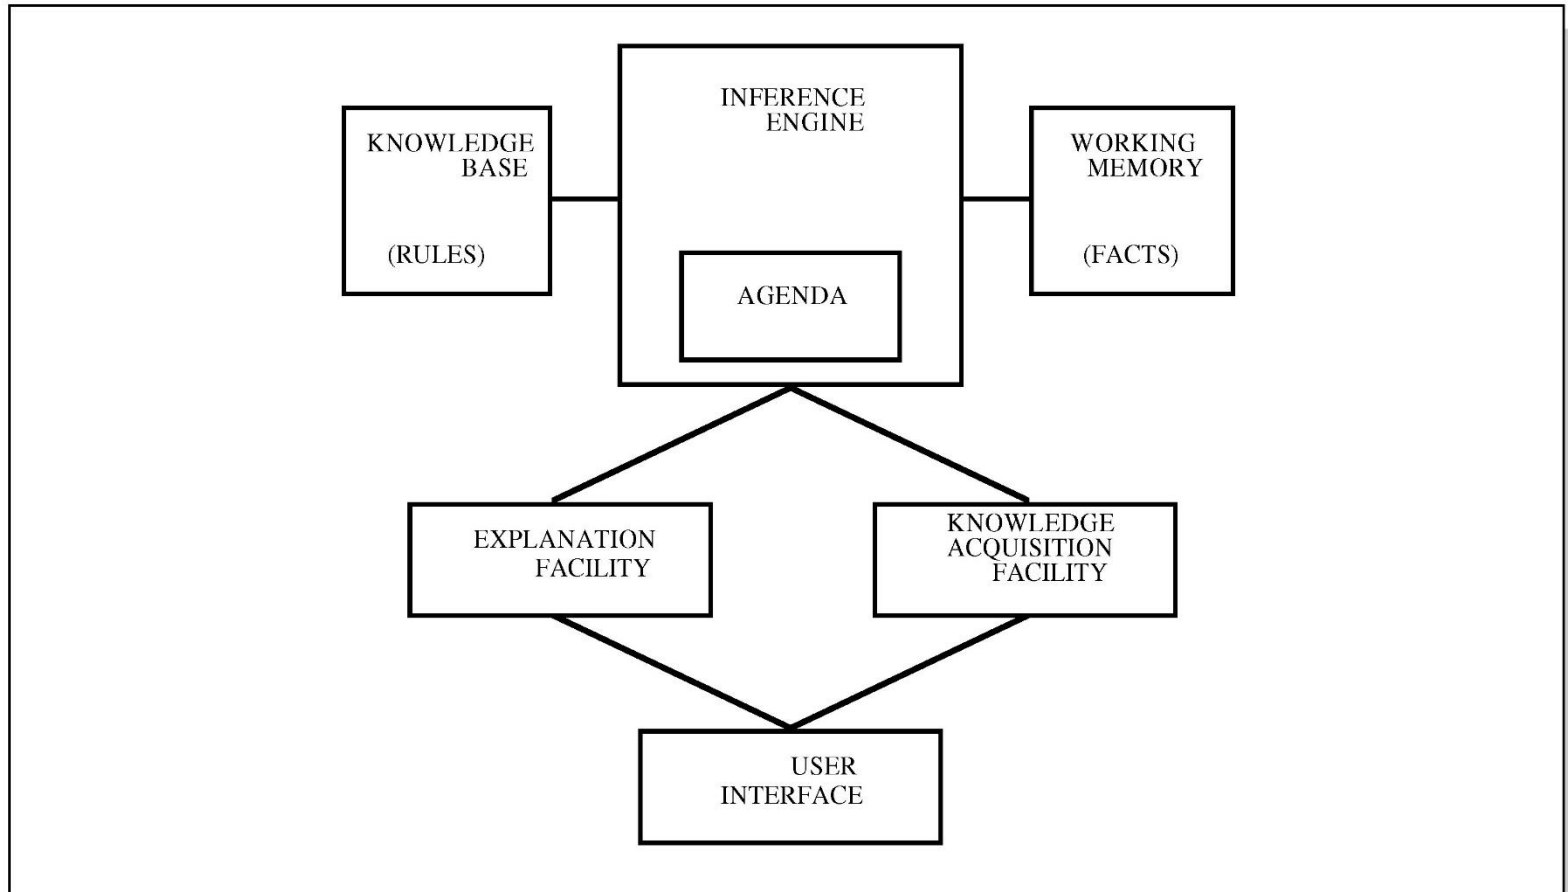 INFERENCE
ENGINE
KNOWLEDGE
BASE
(RULES)
WORKING
MEMORY
(FACTS)
AGENDA
EXPLANATION
FACILITY
KNOWLEDGE
ACQUISITION
FACILITY
USER
INTERFACE